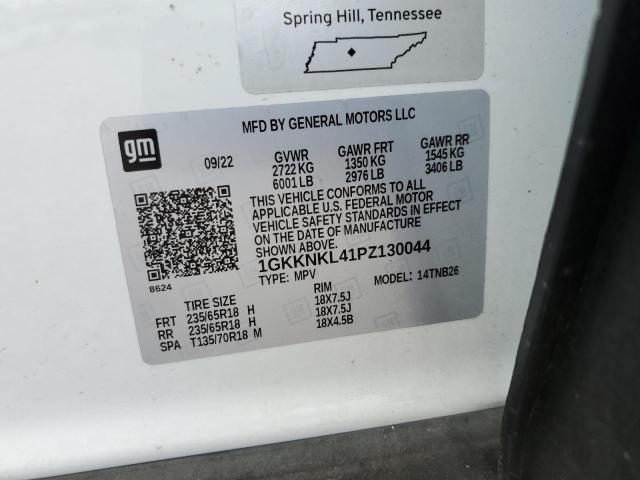 Spring Hill, Tennessee
MFD BY GENERAL MOTORS LLC
gm
09/22 GVWR GAWR FRT GAWR RR
2722 KG 1350 KG 1545 KG
6001 LB 2976 LB 3406 LB
THIS VEHICLE CONFORMS TO ALL
APPLICABLE U.S. FEDERAL MOTOR
VEHICLE SAFETY STANDARDS IN EFFECT
ON THE DATE OF MANUFACTURE
SHOWN ABOVE.
1GKKNKL41PZ130044
8624
TYPE: MPV MODEL: 14TNB26
TIRE SIZE RIM
FRT 235/65R18 H 18X7.5J
RR 235/65R18 H 18X7.5J
SPA T135/70R18 M 18X4.5B